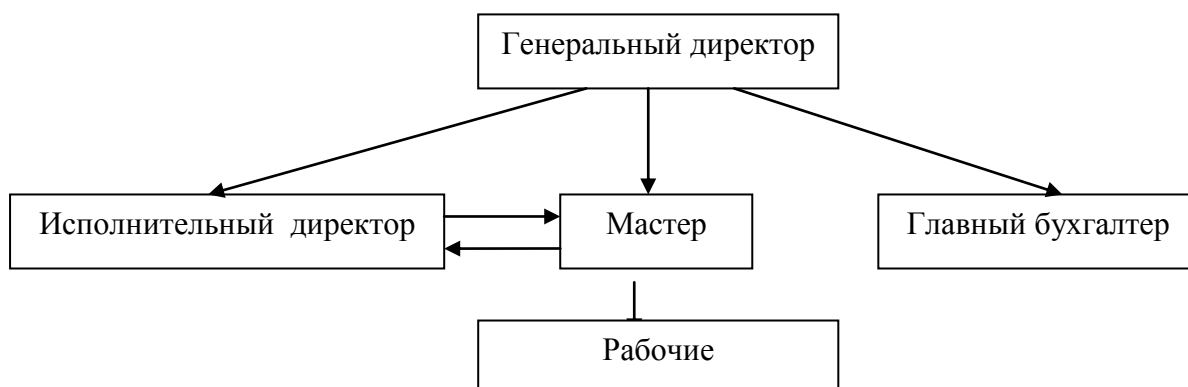 Генеральный директор
Исполнительный директор
Мастер
Главный бухгалтер
Рабочие